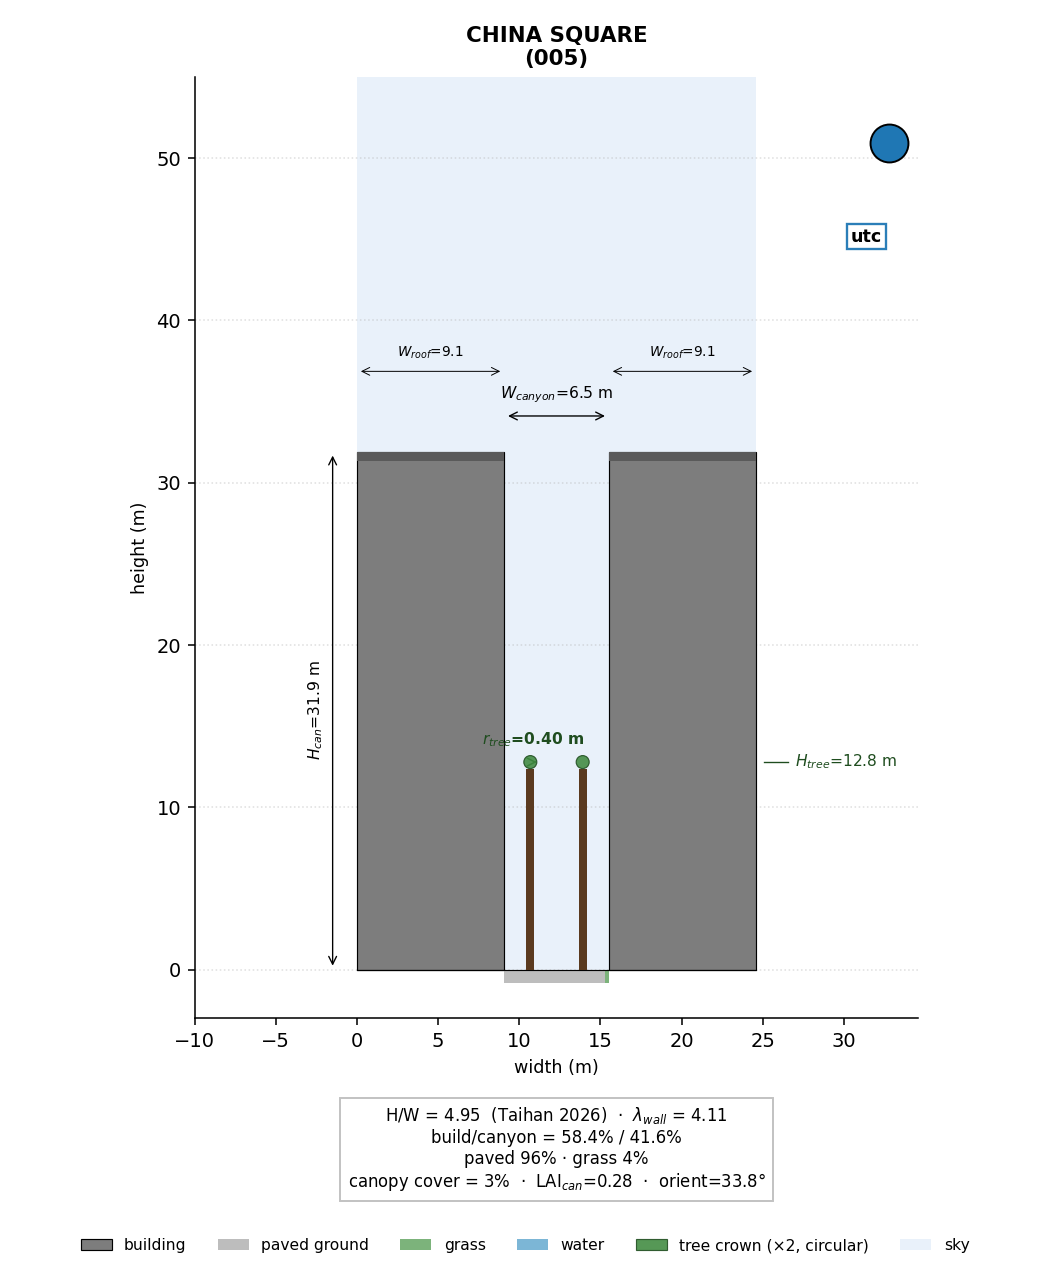 CHINA SQUARE
(005)
utc
W_roof=9.1
W_roof=9.1
W_canyon=6.5 m
H_can=31.9 m
r_tree=0.40 m
H_tree=12.8 m
height (m)
50
40
30
20
10
0
−10 −5 0 5 10 15 20 25 30
width (m)
H/W = 4.95 (Taihan 2026) · λ_wall = 4.11
build/canyon = 58.4% / 41.6%
paved 96% · grass 4%
canopy cover = 3% · LAI_can=0.28 · orient=33.8°
building paved ground grass water tree crown (×2, circular) sky